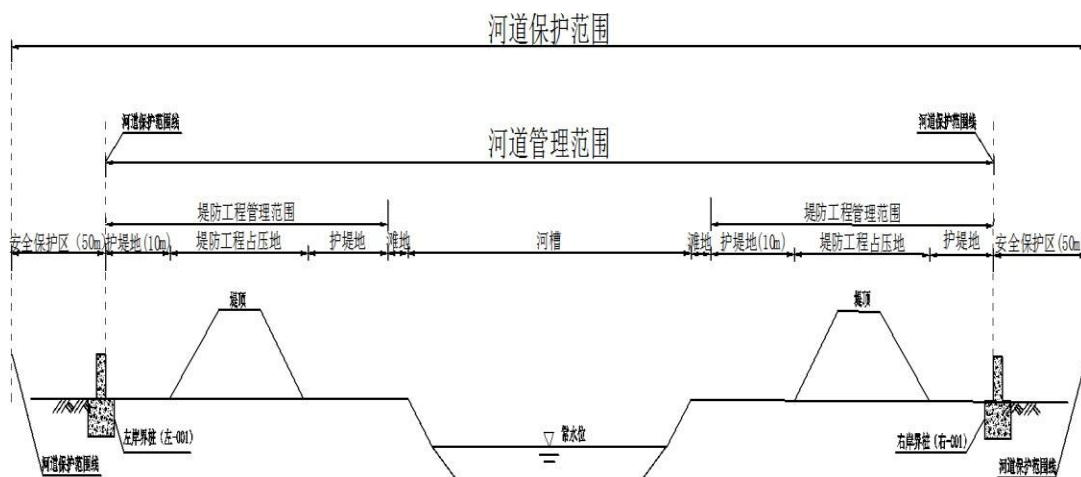 河道保护范围
河道保护范围线
河道保护范围线
河道管理范围
堤防工程管理范围
堤防工程管理范围
安全保护区 (50m)
护堤地(10m)
堤防工程占压地
护堤地
滩地
河槽
滩地
护堤地(10m)
堤防工程占压地
护堤地
安全保护区(50m
堤顶
堤顶
左岸界桩 (左-001)
常水位
右岸界桩 (右-001)
河道保护范围线
河道保护范围线